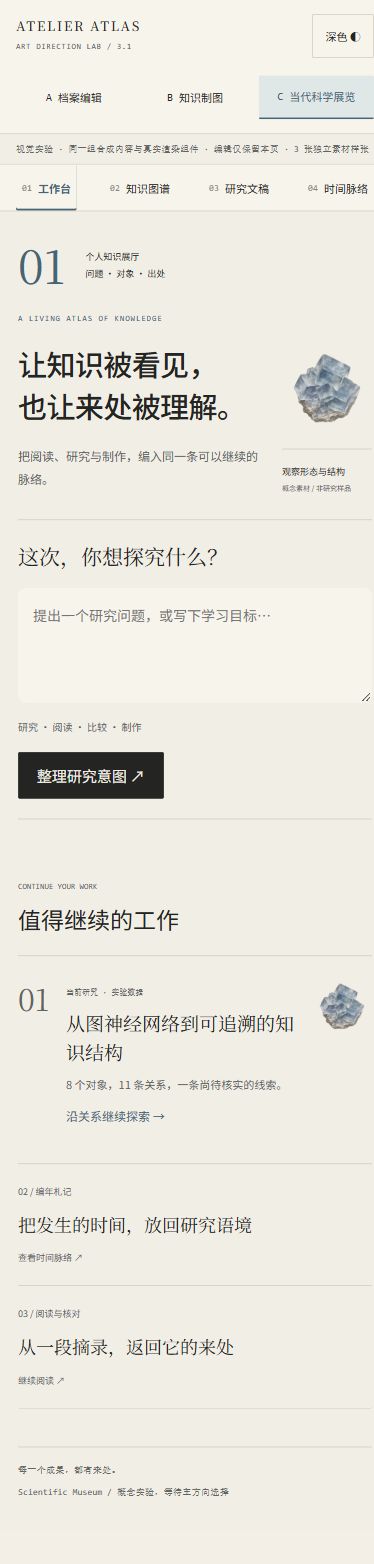 ATELIER ATLAS
ART DIRECTION LAB / 3.1
深色 ◐
A 档案编辑
B 知识制图
C 当代科学展览
视觉实验 · 同一组合成内容与真实渲染组件 · 编辑仅保留本页 · 3 张独立素材样张
01 工作台
02 知识图谱
03 研究文稿
04 时间脉络
01
个人知识展厅
问题 · 对象 · 出处
A LIVING ATLAS OF KNOWLEDGE
让知识被看见，
也让来处被理解。
把阅读、研究与制作，编入同一条可以继续的
脉络。
观察形态与结构
概念素材 / 非研究样品
这次，你想探究什么？
提出一个研究问题，或写下学习目标…
研究 · 阅读 · 比较 · 制作
整理研究意图 ↗
CONTINUE YOUR WORK
值得继续的工作
01
当前研究 · 实验数据
从图神经网络到可追溯的知
识结构
8 个对象，11 条关系，一条尚待核实的线索。
沿关系继续探索 →
02 / 编年札记
把发生的时间，放回研究语境
查看时间脉络 ↗
03 / 阅读与核对
从一段摘录，返回它的来处
继续阅读 ↗
每一个成果，都有来处。
Scientific Museum / 概念实验，等待主方向选择